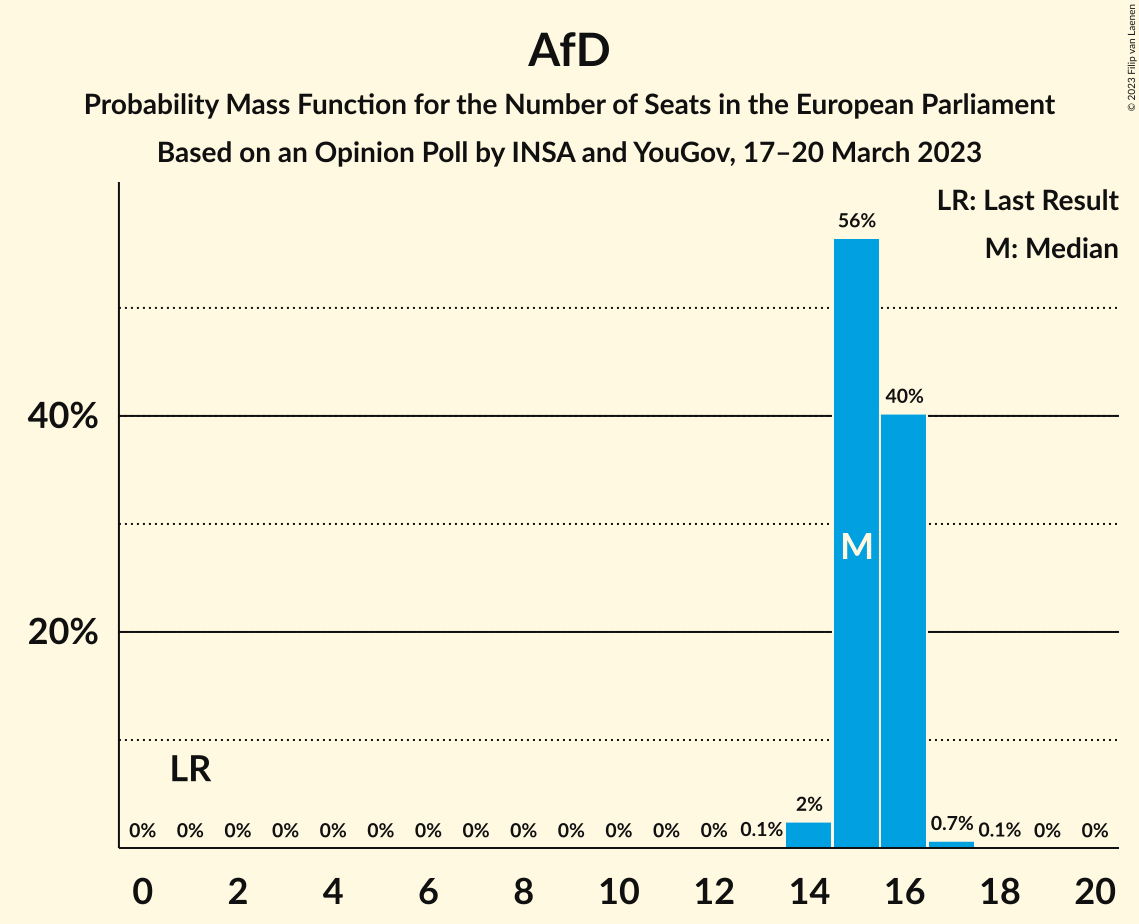 AfD
Probability Mass Function for the Number of Seats in the European Parliament
Based on an Opinion Poll by INSA and YouGov, 17–20 March 2023
© 2023 Filip van Laenen
LR: Last Result
M: Median
56%
40%
40%
M
20%
LR
0% 0% 0% 0% 0% 0% 0% 0% 0% 0% 0% 0% 0% 0.1% 2% 0.7% 0.1% 0% 0%
0 2 4 6 8 10 12 14 16 18 20